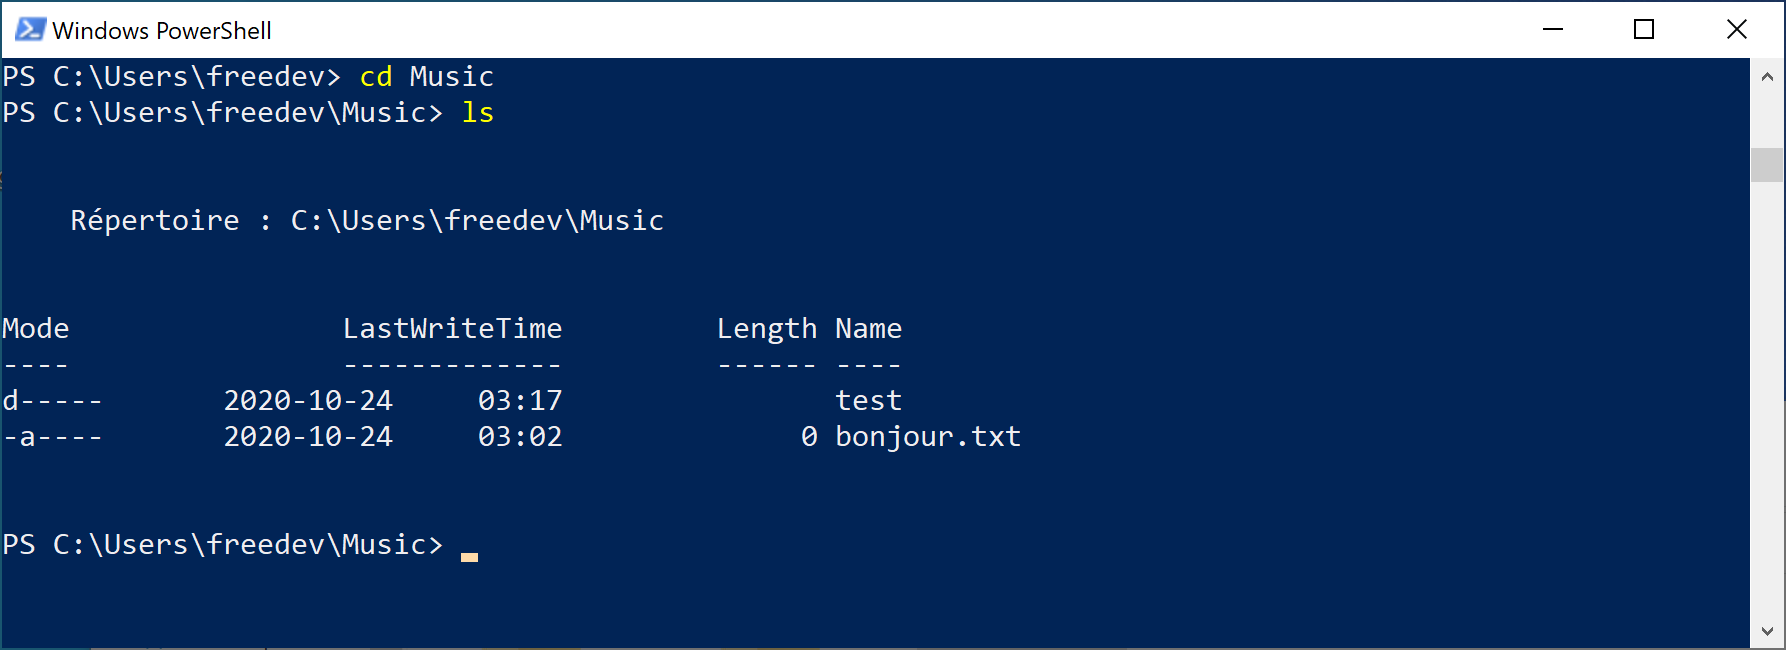 Windows PowerShell
PS C:\Users\freedev> cd Music
PS C:\Users\freedev\Music> ls
Répertoire : C:\Users\freedev\Music
Mode                LastWriteTime         Length Name
----                -------------         ------ ----
d-----       2020-10-24     03:17                test
-a----       2020-10-24     03:02              0 bonjour.txt
PS C:\Users\freedev\Music>